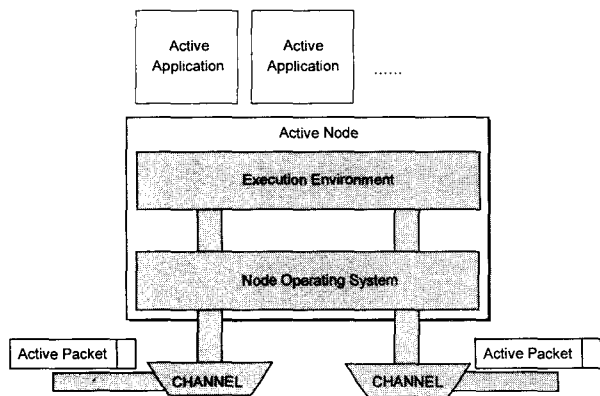 Active
Application
Active
Application
......
Active Node
Execution Environment
Node Operating System
Active Packet
Active Packet
CHANNEL
CHANNEL